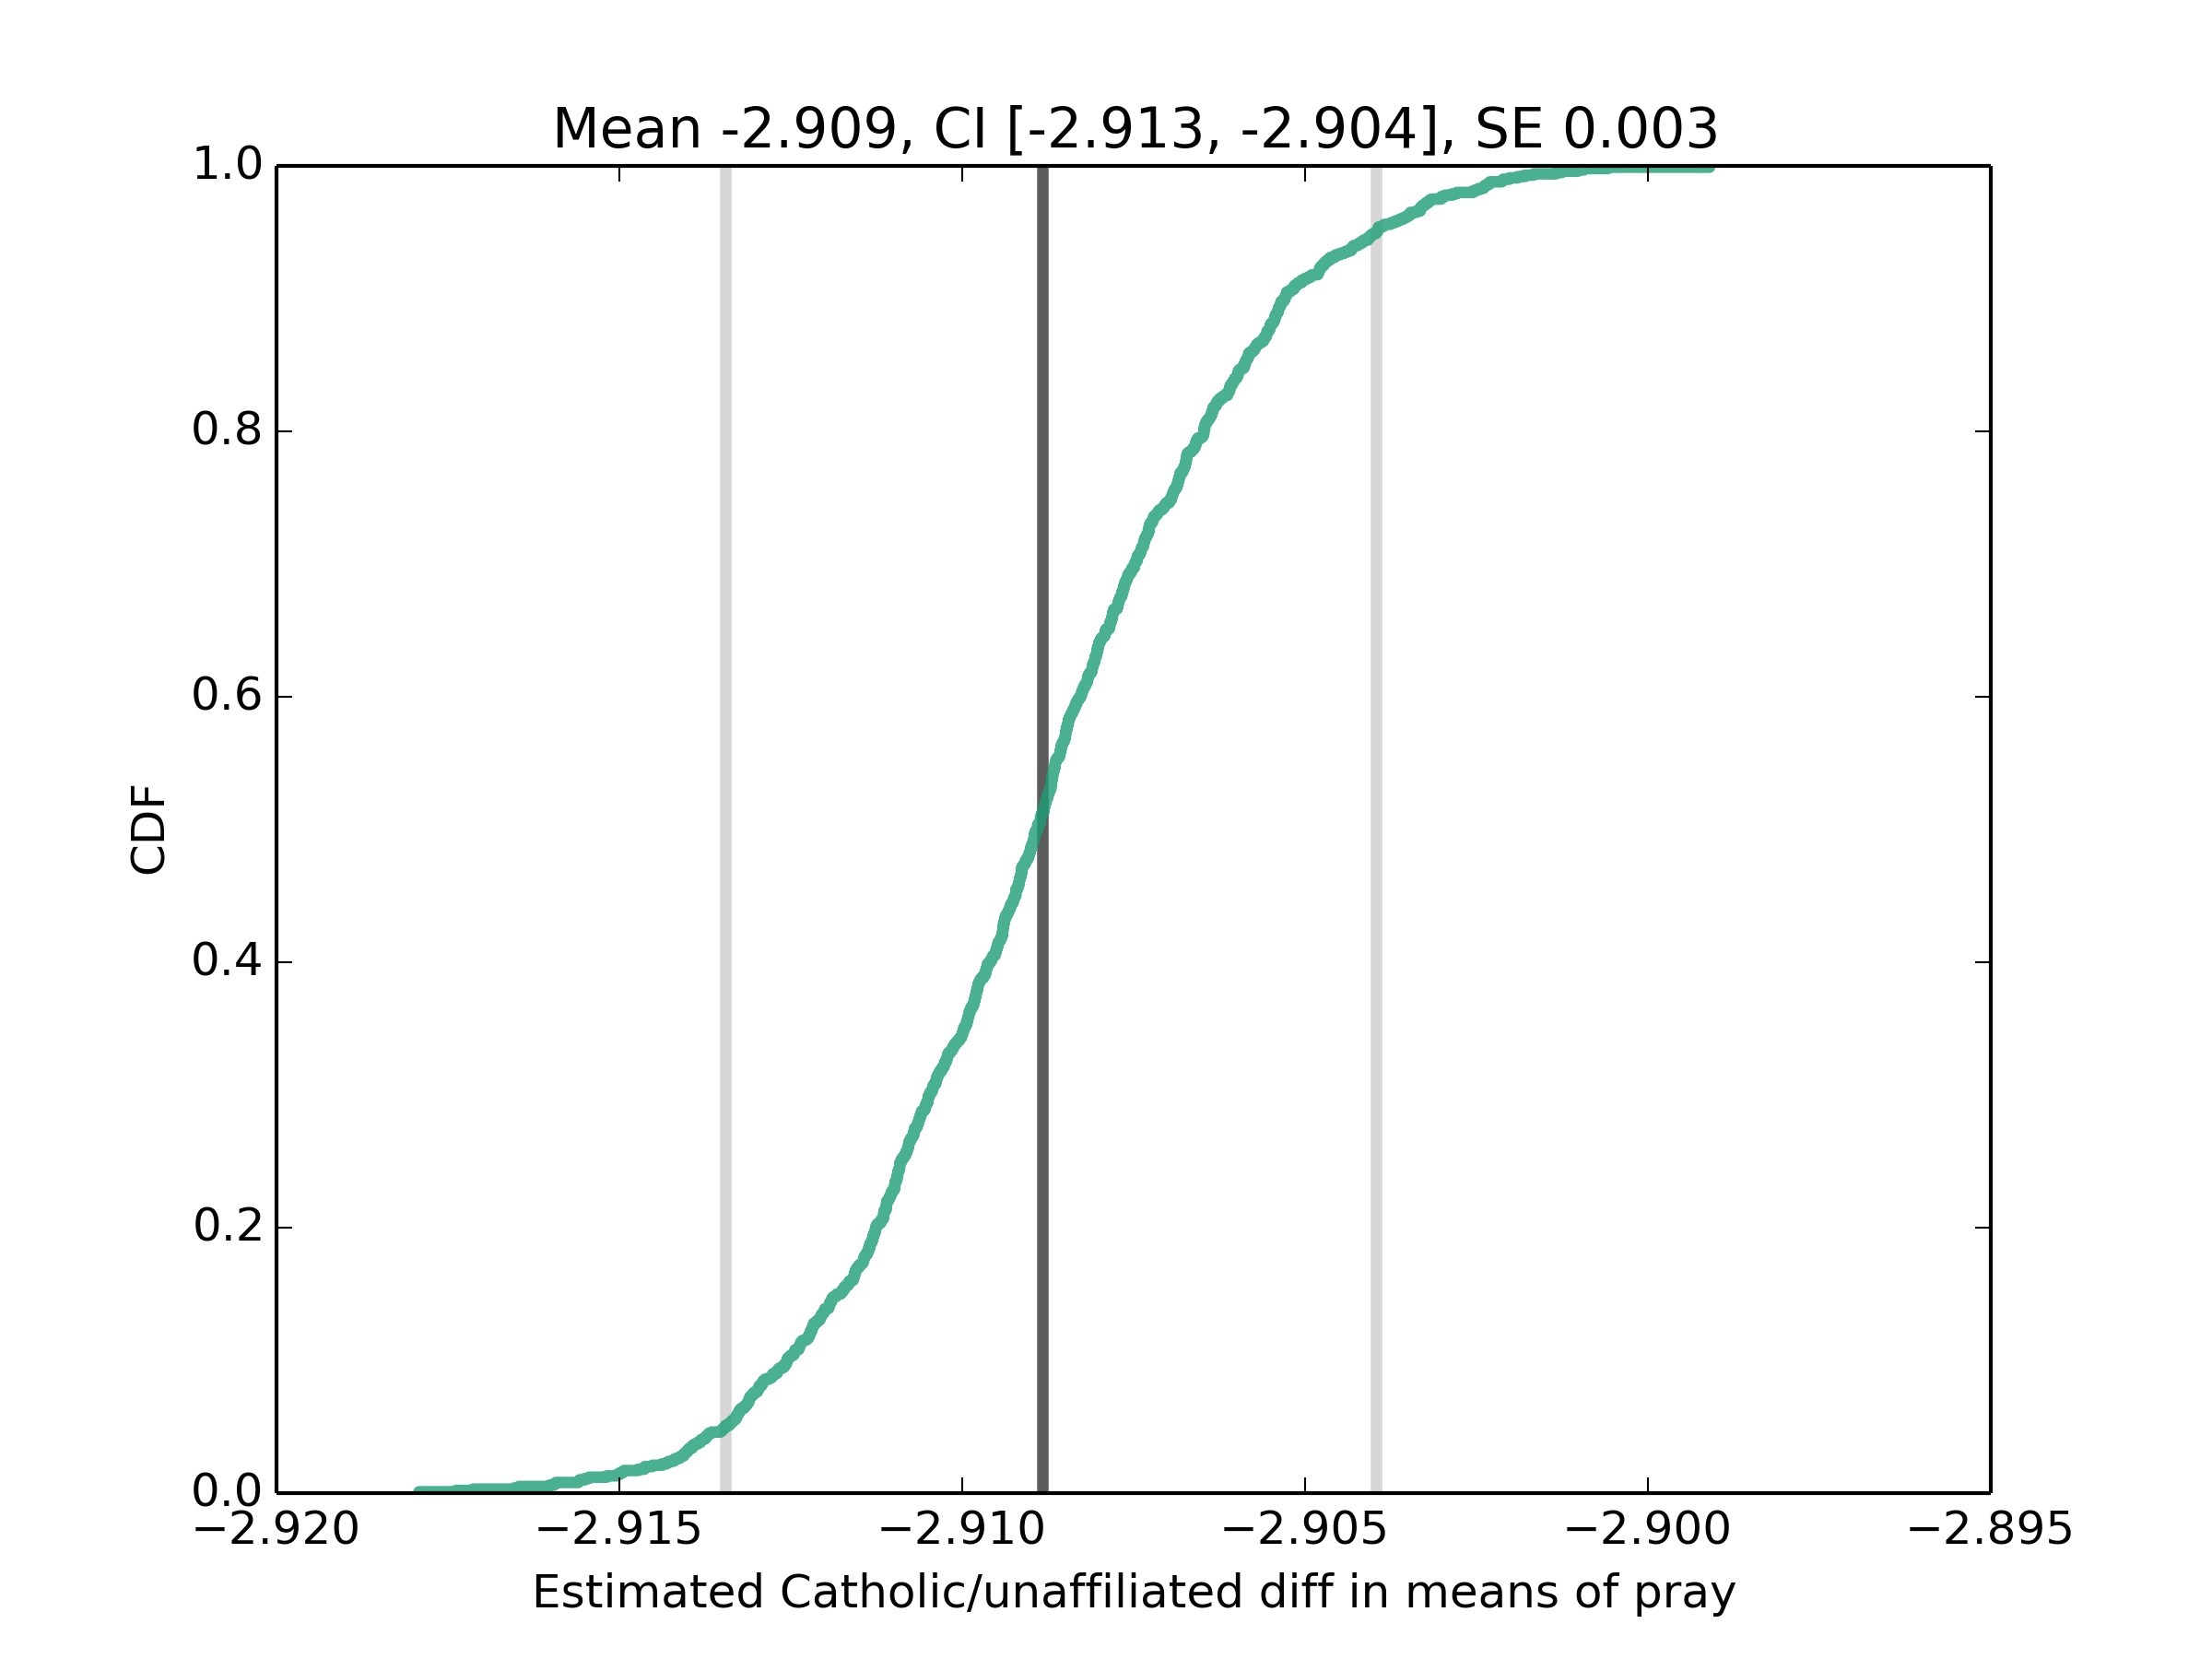 Mean -2.909, CI [-2.913, -2.904], SE 0.003
1.0
0.8
0.6
0.4
0.2
0.0
CDF
−2.920 −2.915 −2.910 −2.905 −2.900 −2.895
Estimated Catholic/unaffiliated diff in means of pray